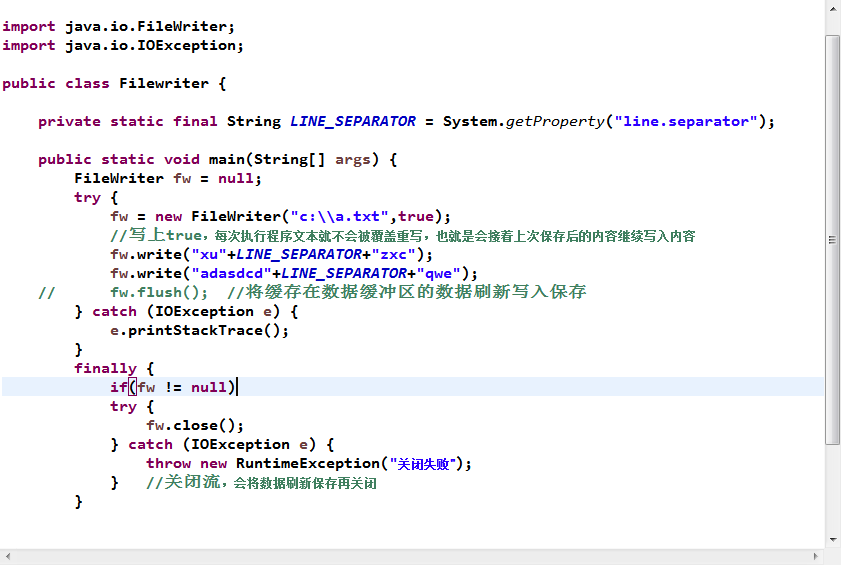 import java.io.FileWriter;
import java.io.IOException;
public class Filewriter {
private static final String LINE_SEPARATOR = System.getProperty("line.separator");
public static void main(String[] args) {
FileWriter fw = null;
try {
fw = new FileWriter("c:\\a.txt",true);
//写上true，每次执行程序文本就不会被覆盖重写，也就是会接着上次保存后的内容继续写入内容
fw.write("xu"+LINE_SEPARATOR+"zxc");
fw.write("adasdcd"+LINE_SEPARATOR+"qwe");
// fw.flush(); //将缓存在数据缓冲区的数据刷新写入保存
} catch (IOException e) {
e.printStackTrace();
}
finally {
if(fw != null)
try {
fw.close();
} catch (IOException e) {
throw new RuntimeException("关闭失败");
} //关闭流，会将数据刷新保存再关闭
}